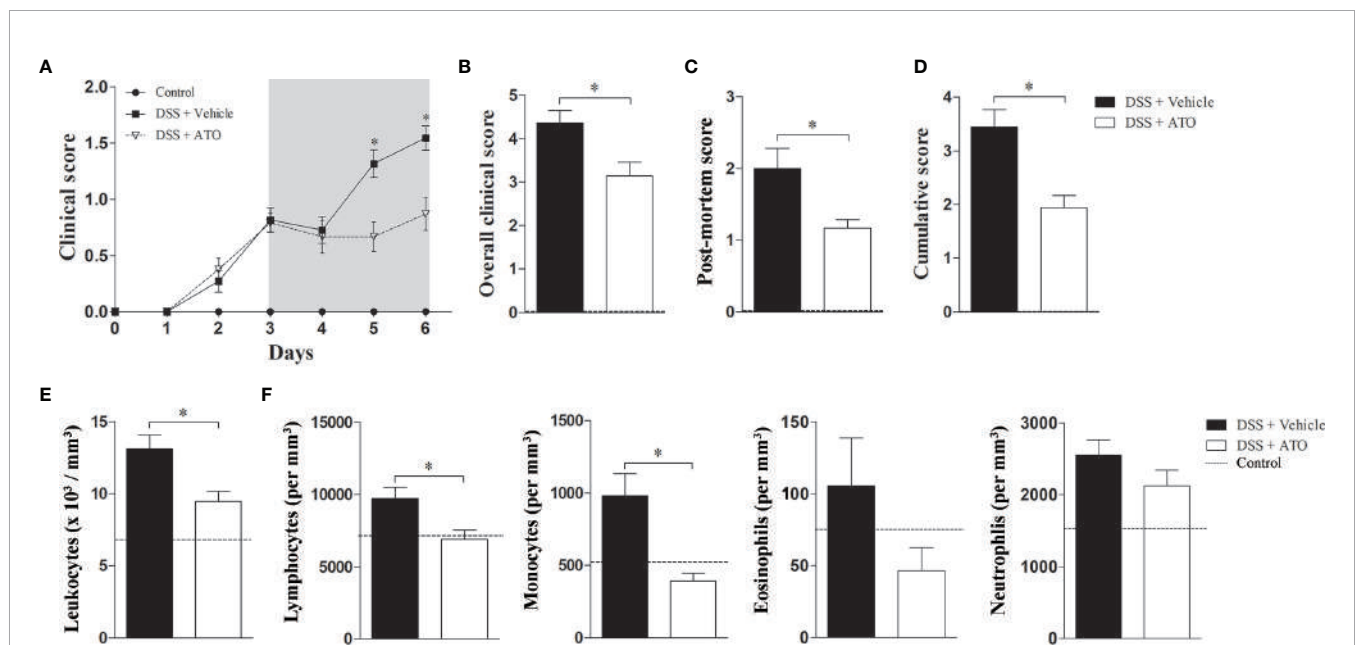 A
Clinical score
2.0
1.5
1.0
0.5
0.0
Control
DSS + Vehicle
DSS + ATO
*
*
0 1 2 3 4 5 6
Days
B
Overall clinical score
5
4
3
2
1
0
*
C
Post-mortem score
3
2
1
0
*
D
Cumulative score
4
3
2
1
0
*
DSS + Vehicle
DSS + ATO
E
Leukocytes (x 10³ / mm³)
15
10
5
0
*
F
Lymphocytes (per mm³)
15000
10000
5000
0
*
Monocytes (per mm³)
1500
1000
500
0
*
Eosinophils (per mm³)
150
100
50
0
Neutrophlis (per mm³)
3000
2000
1000
0
DSS + Vehicle
DSS + ATO
Control